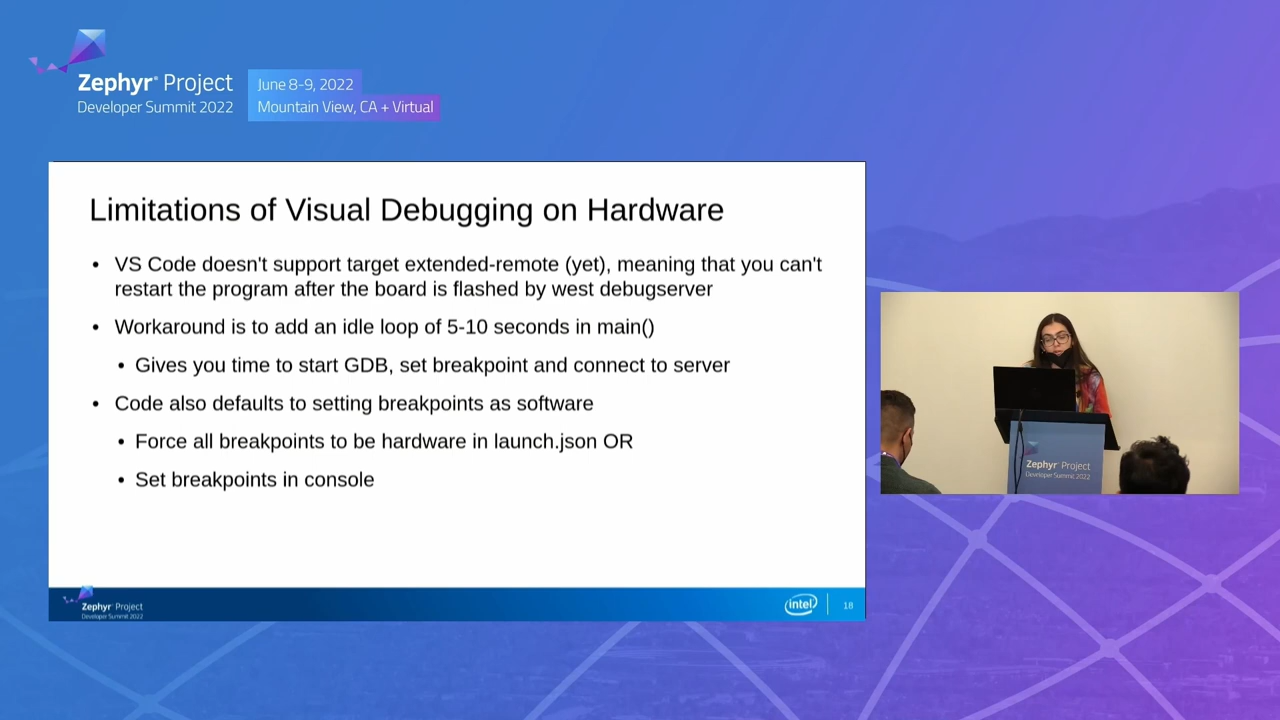 Zephyr® Project
Developer Summit 2022
June 8-9, 2022
Mountain View, CA + Virtual
Limitations of Visual Debugging on Hardware
• VS Code doesn't support target extended-remote (yet), meaning that you can't
restart the program after the board is flashed by west debugserver
• Workaround is to add an idle loop of 5-10 seconds in main()
• Gives you time to start GDB, set breakpoint and connect to server
• Code also defaults to setting breakpoints as software
• Force all breakpoints to be hardware in launch.json OR
• Set breakpoints in console
Zephyr® Project
Developer Summit 2022
intel
18
Zephyr® Project
Developer Summit 2022